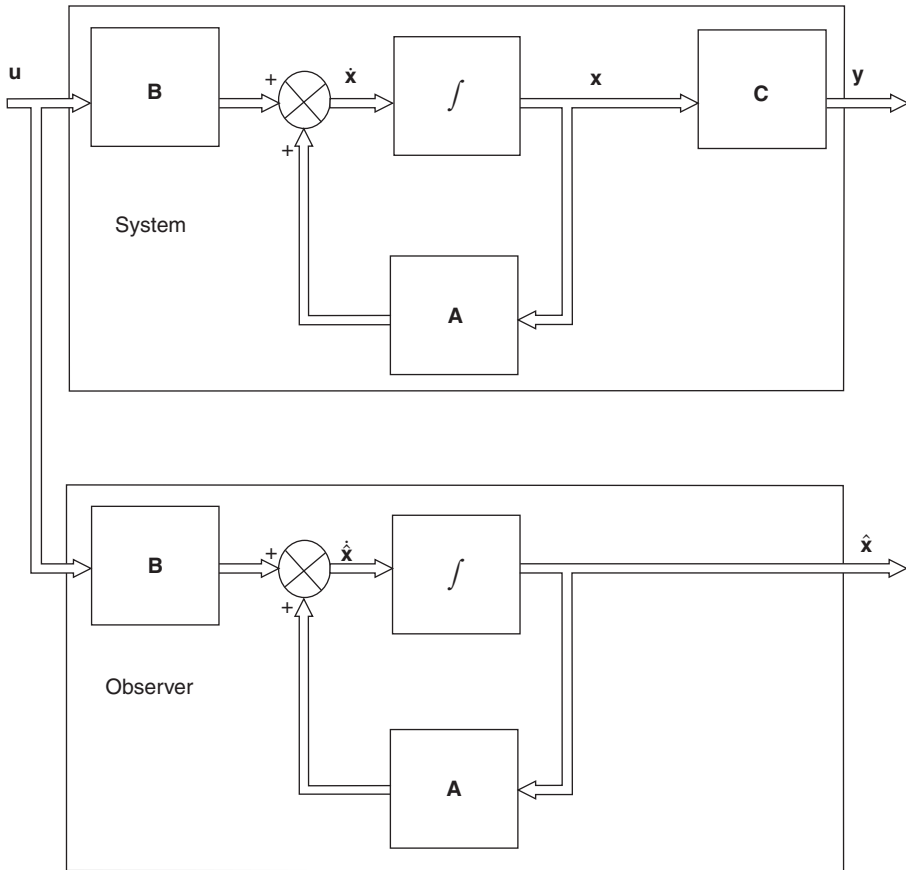 u
B
+
ẋ
∫
x
C
y
+
System
A
B
+
x̂̇
∫
x̂
+
Observer
A